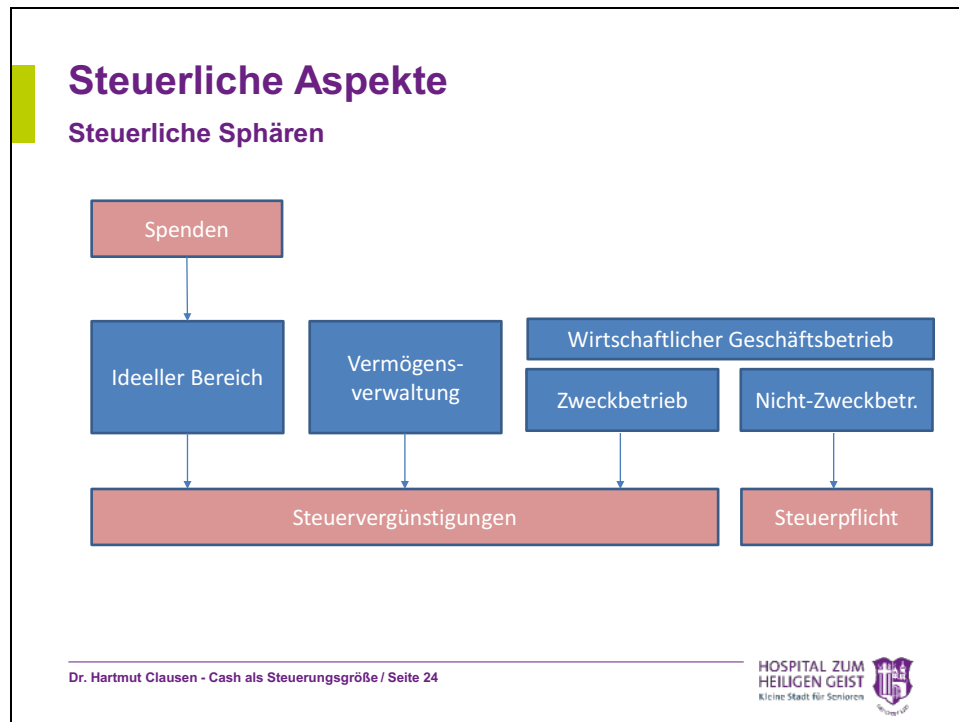 Steuerliche Aspekte
Steuerliche Sphären
Spenden
Ideeller Bereich
Vermögens-
verwaltung
Wirtschaftlicher Geschäftsbetrieb
Zweckbetrieb
Nicht-Zweckbetr.
Steuervergünstigungen
Steuerpflicht
Dr. Hartmut Clausen - Cash als Steuerungsgröße / Seite 24
HOSPITAL ZUM
HEILIGEN GEIST
Kleine Stadt für Senioren